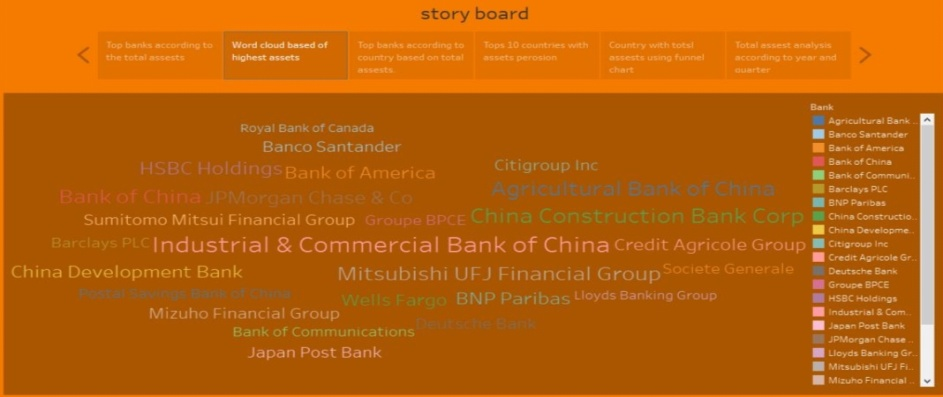 story board
Top banks according to
the total assests
Word cloud based of
highest assets
Top banks according to
country based on total
assests.
Tops 10 countries with
assets perosion
Country with totsl
assests using funnel
chart
Total assest analysis
according to year and
quarter
Royal Bank of Canada
Banco Santander
HSBC Holdings Bank of America
Citigroup Inc
Bank of China JPMorgan Chase & Co
Agricultural Bank of China
Sumitomo Mitsui Financial Group Groupe BPCE China Construction Bank Corp
Barclays PLC Industrial & Commercial Bank of China Credit Agricole Group
China Development Bank Mitsubishi UFJ Financial Group Societe Generale
Postal Savings Bank of China Wells Fargo BNP Paribas Lloyds Banking Group
Mizuho Financial Group
Bank of Communications Deutsche Bank
Japan Post Bank
Bank
Agricultural Bank ...
Banco Santander
Bank of America
Bank of China
Bank of Communi...
Barclays PLC
BNP Paribas
China Constructio...
China Developme...
Citigroup Inc
Credit Agricole Gr...
Deutsche Bank
Groupe BPCE
HSBC Holdings
Industrial & Com...
Japan Post Bank
JPMorgan Chase ...
Lloyds Banking Gr...
Mitsubishi UFJ Fi...
Mizuho Financial ...